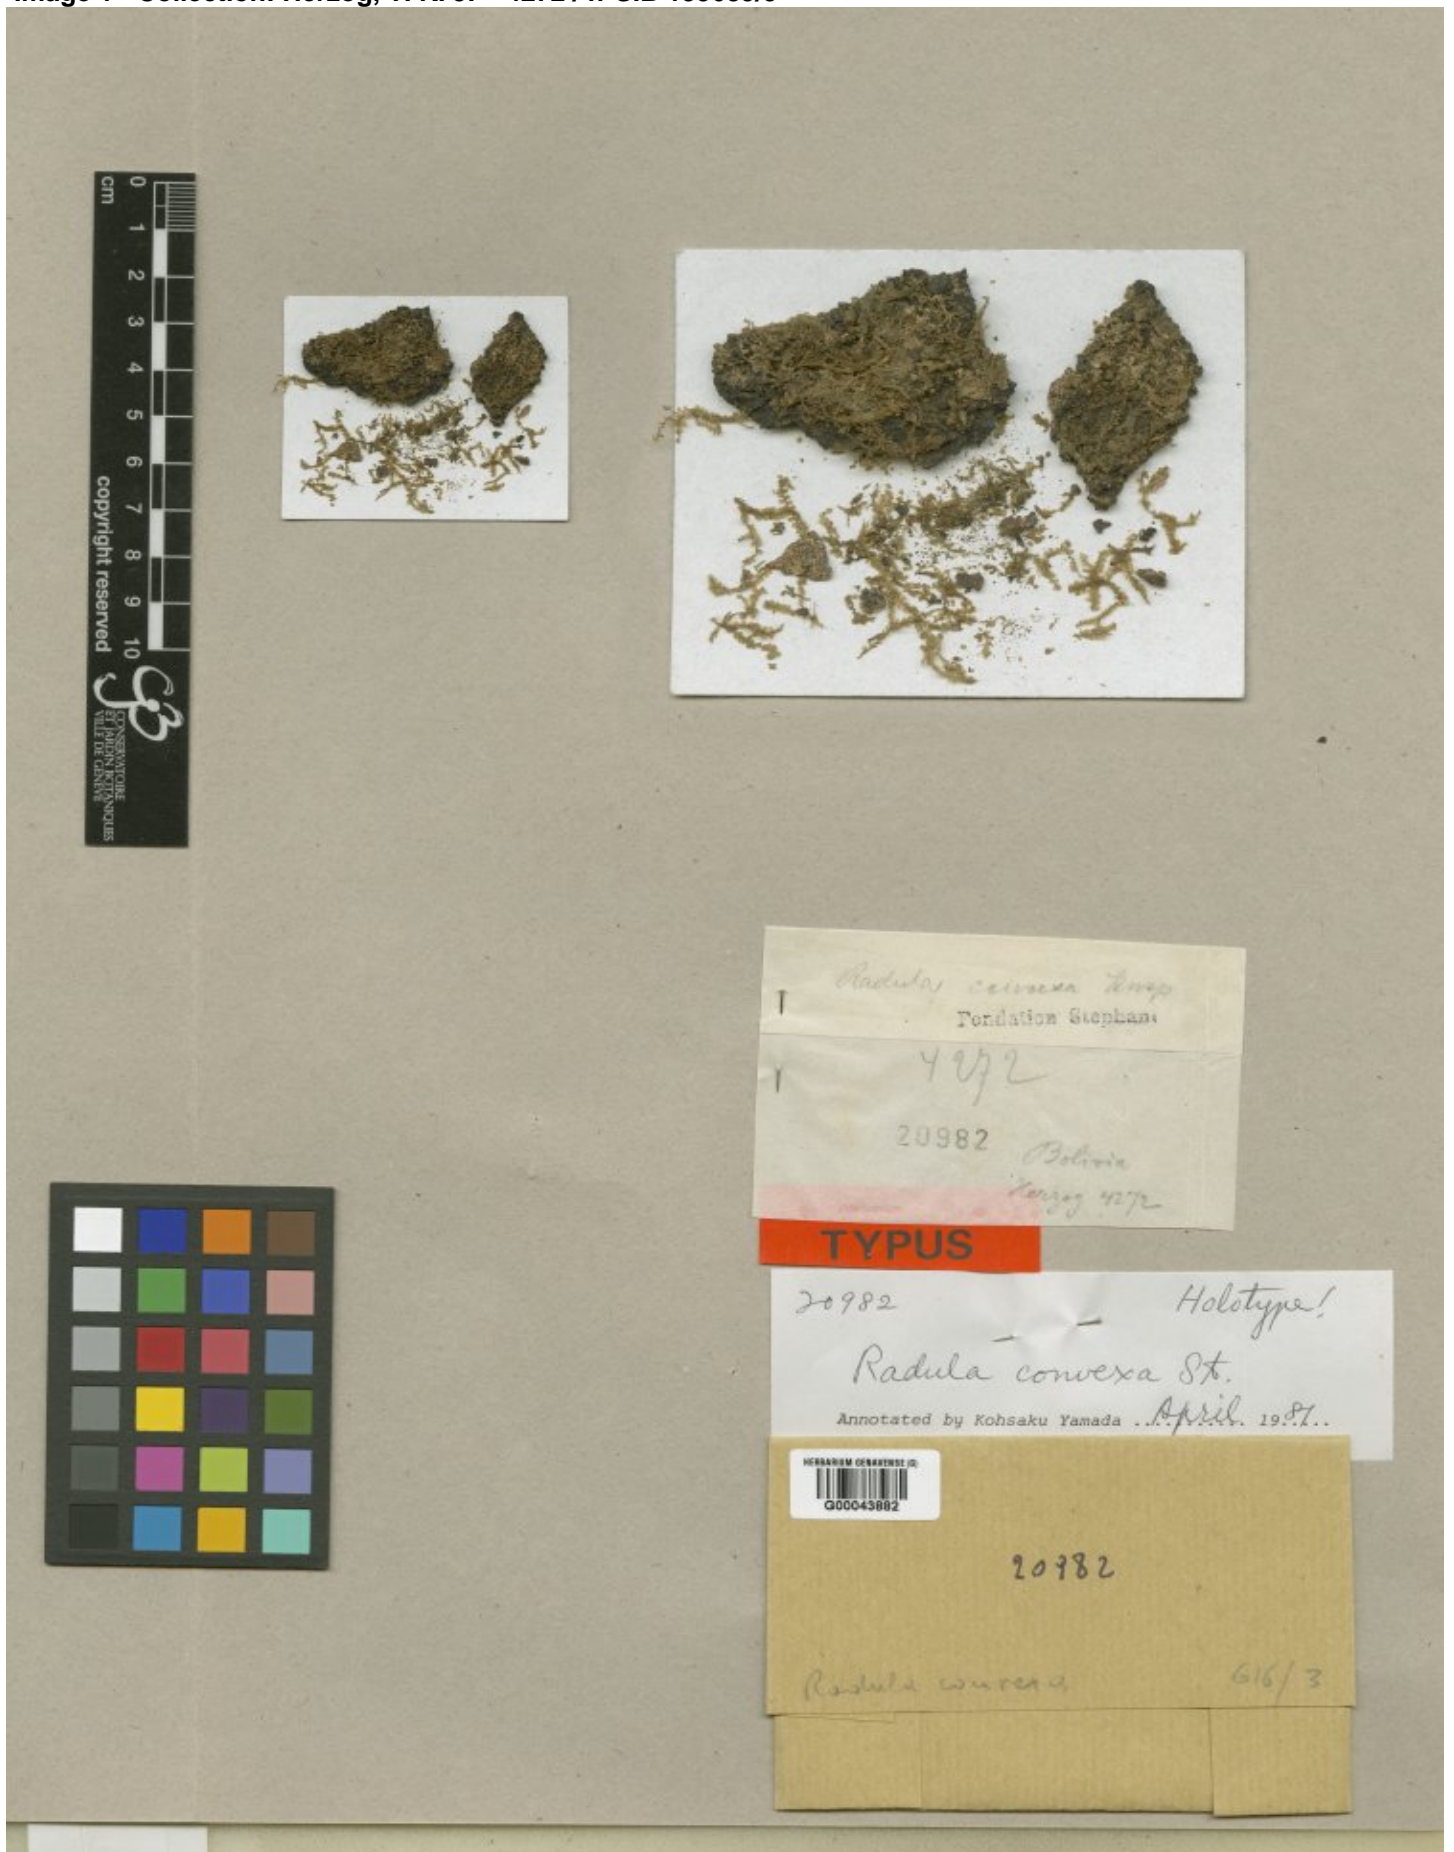 cm
0
1
2
3
4
5
6
7
8
9
10
copyright reserved
CONSERVATOIRE
ET JARDIN BOTANIQUES
VILLE DE GENÈVE
Radula convexa
Fondation Stephani
4272
20982
Bolivia
Herzog 4272
TYPUS
20982 Holotype!
Radula convexa St.
Annotated by Kohsaku Yamada ..April.. 1981..
HERBARIUM GENAVENSE (G)
G00043882
20982
Radula convexa 616/3